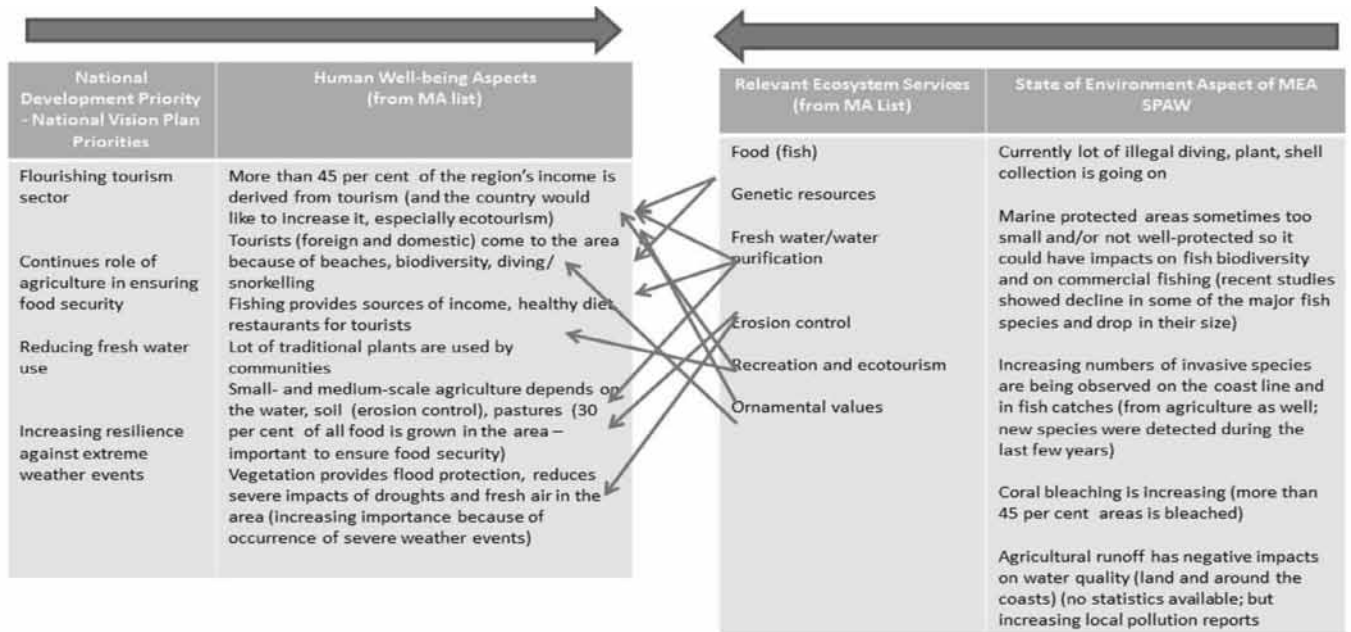 National
Development Priority
- National Vision Plan
Priorities
Human Well-being Aspects
(from MA list)
Flourishing tourism
sector
Continues role of
agriculture in ensuring
food security
Reducing fresh water
use
Increasing resilience
against extreme
weather events
More than 45 per cent of the region's income is
derived from tourism (and the country would
like to increase it, especially ecotourism)
Tourists (foreign and domestic) come to the area
because of beaches, biodiversity, diving/
snorkelling
Fishing provides sources of income, healthy diet,
restaurants for tourists
Lot of traditional plants are used by
communities
Small- and medium-scale agriculture depends on
the water, soil (erosion control), pastures (30
per cent of all food is grown in the area –
important to ensure food security)
Vegetation provides flood protection, reduces
severe impacts of droughts and fresh air in the
area (increasing importance because of
occurrence of severe weather events)
Relevant Ecosystem Services
(from MA List)
State of Environment Aspect of MEA
SPAW
Food (fish)
Genetic resources
Fresh water/water
purification
Erosion control
Recreation and ecotourism
Ornamental values
Currently lot of illegal diving, plant, shell
collection is going on
Marine protected areas sometimes too
small and/or not well-protected so it
could have impacts on fish biodiversity
and on commercial fishing (recent studies
showed decline in some of the major fish
species and drop in their size)
Increasing numbers of invasive species
are being observed on the coast line and
in fish catches (from agriculture as well;
new species were detected during the
last few years)
Coral bleaching is increasing (more than
45 per cent areas is bleached)
Agricultural runoff has negative impacts
on water quality (land and around the
coasts) (no statistics available; but
increasing local pollution reports